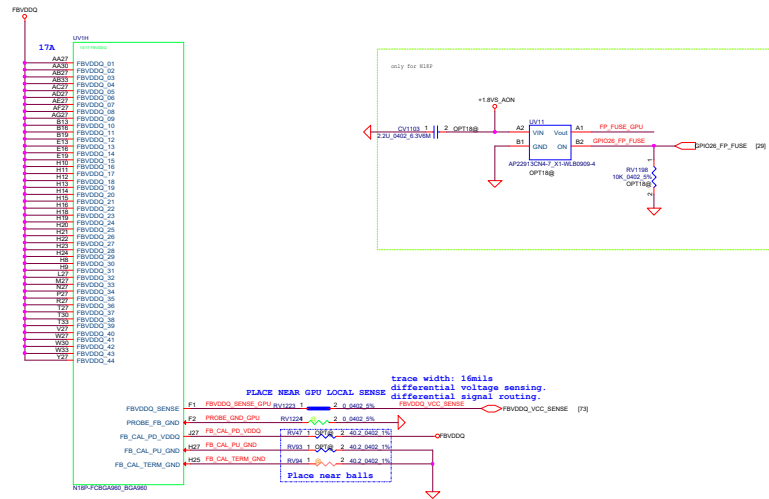 FBVDDQ
17A
UV1H
AA27 FBVDDQ_01
AA30 FBVDDQ_02
AB27 FBVDDQ_03
AB33 FBVDDQ_04
AC27 FBVDDQ_05
AD27 FBVDDQ_06
AE27 FBVDDQ_07
AF27 FBVDDQ_08
AG27 FBVDDQ_09
B13 FBVDDQ_10
B16 FBVDDQ_11
B19 FBVDDQ_12
E13 FBVDDQ_13
E16 FBVDDQ_14
E19 FBVDDQ_15
H10 FBVDDQ_16
H11 FBVDDQ_17
H12 FBVDDQ_18
H13 FBVDDQ_19
H14 FBVDDQ_20
H15 FBVDDQ_21
H16 FBVDDQ_22
H18 FBVDDQ_23
H19 FBVDDQ_24
H20 FBVDDQ_25
H21 FBVDDQ_26
H22 FBVDDQ_27
H23 FBVDDQ_28
H24 FBVDDQ_29
H8 FBVDDQ_30
H9 FBVDDQ_31
L27 FBVDDQ_32
M27 FBVDDQ_33
N27 FBVDDQ_34
P27 FBVDDQ_35
R27 FBVDDQ_36
T27 FBVDDQ_37
T30 FBVDDQ_38
T33 FBVDDQ_39
V27 FBVDDQ_40
W27 FBVDDQ_41
W30 FBVDDQ_42
W33 FBVDDQ_43
Y27 FBVDDQ_44
only for N18P
+1.8VS_AON
CV1103 1 2 OPT18@
2.2U_0402_6.3V6M
UV11
A2 VIN Vout A1 FP_FUSE_GPU
B1 GND ON B2 GPIO26_FP_FUSE
GPIO26_FP_FUSE [29]
AP22913CN4-7_X1-WLB0909-4
OPT18@
1
RV1198
10K_0402_5%
OPT18@
2
trace width: 16mils
differential voltage sensing.
differential signal routing.
PLACE NEAR GPU LOCAL SENSE
FBVDDQ_SENSE F1 FBVDDQ_SENSE_GPU RV1223 1 2 0_0402_5% FBVDDQ_VCC_SENSE FBVDDQ_VCC_SENSE [73]
PROBE_FB_GND F2 PROBE_GND_GPU RV1224 1 2 0_0402_5%
FB_CAL_PD_VDDQ J27 FB_CAL_PD_VDDQ RV47 1 OPT@ 2 40.2_0402_1% FBVDDQ
FB_CAL_PU_GND H27 FB_CAL_PU_GND RV93 1 OPT@ 2 40.2_0402_1%
FB_CAL_TERM_GND H25 FB_CAL_TERM_GND RV94 1 2 40.2_0402_1%
Place near balls
N18P-FCBGA960_BGA960